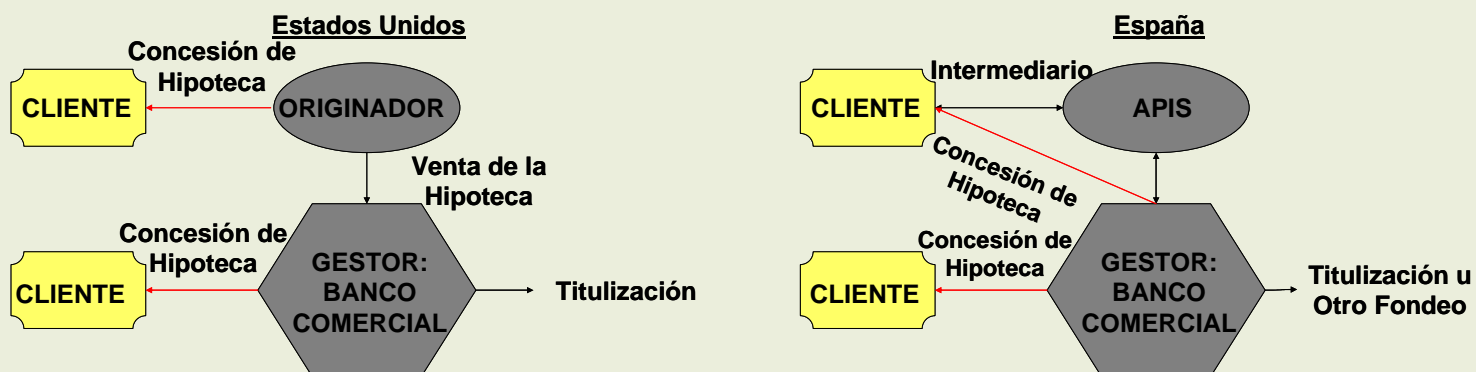 Estados Unidos
Concesión de
Hipoteca
CLIENTE
ORIGINADOR
Venta de la
Hipoteca
Concesión de
Hipoteca
CLIENTE
GESTOR:
BANCO
COMERCIAL
Titulización
España
Intermediario
CLIENTE
APIS
Concesión de
Hipoteca
Concesión de
Hipoteca
CLIENTE
GESTOR:
BANCO
COMERCIAL
Titulización u
Otro Fondeo